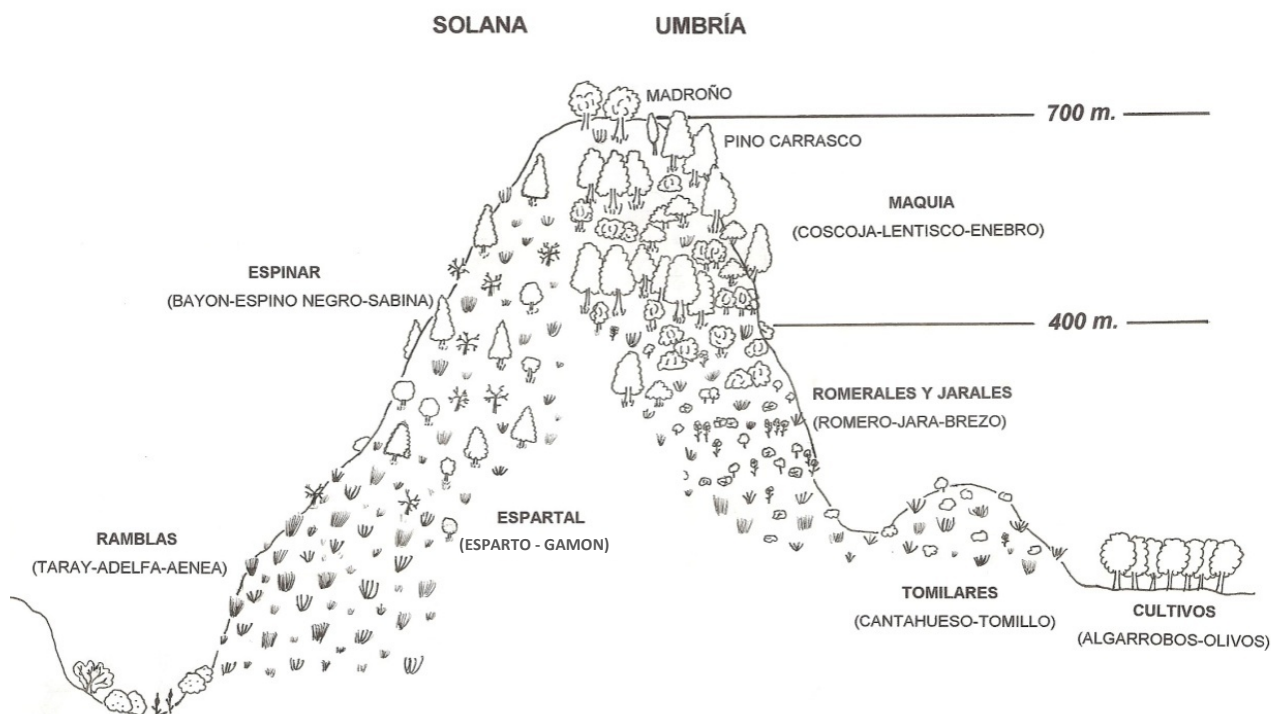 SOLANA
UMBRÍA
MADROÑO
700 m.
PINO CARRASCO
MAQUIA
(COSCOJA-LENTISCO-ENEBRO)
ESPINAR
(BAYON-ESPINO NEGRO-SABINA)
400 m.
ROMERALES Y JARALES
(ROMERO-JARA-BREZO)
ESPARTAL
(ESPARTO - GAMON)
RAMBLAS
(TARAY-ADELFA-AENEA)
TOMILARES
(CANTAHUESO-TOMILLO)
CULTIVOS
(ALGARROBOS-OLIVOS)